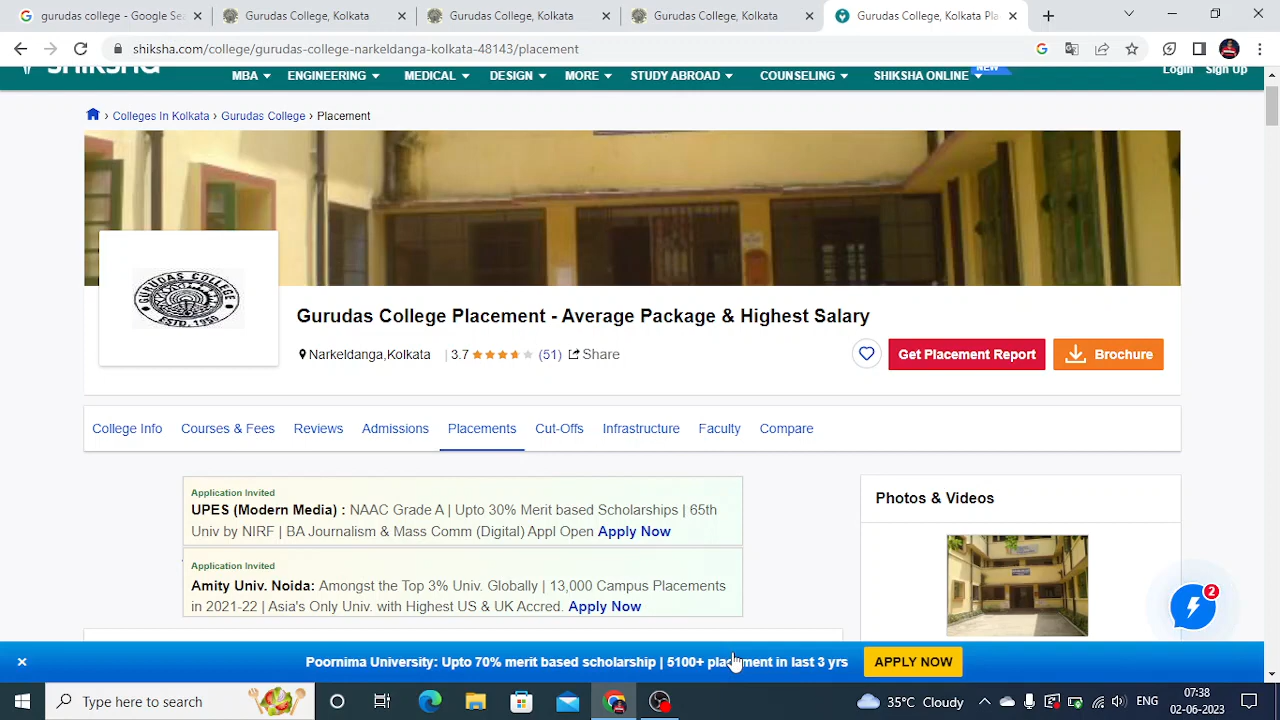 gurudas college - Google Sea
Gurudas College, Kolkata
Gurudas College, Kolkata
Gurudas College, Kolkata
Gurudas College, Kolkata Pla
shiksha.com/college/gurudas-college-narkeldanga-kolkata-48143/placement
MBA ENGINEERING MEDICAL DESIGN MORE STUDY ABROAD COUNSELING SHIKSHA ONLINE NEW Login Sign Up
Colleges In Kolkata › Gurudas College › Placement
GURUDAS COLLEGE
ESTD. 1956
Gurudas College Placement - Average Package & Highest Salary
Narkeldanga,Kolkata | 3.7 (51) Share
Get Placement Report
Brochure
College Info Courses & Fees Reviews Admissions Placements Cut-Offs Infrastructure Faculty Compare
Application Invited
UPES (Modern Media) : NAAC Grade A | Upto 30% Merit based Scholarships | 65th
Univ by NIRF | BA Journalism & Mass Comm (Digital) Appl Open Apply Now
Application Invited
Amity Univ. Noida: Amongst the Top 3% Univ. Globally | 13,000 Campus Placements
in 2021-22 | Asia's Only Univ. with Highest US & UK Accred. Apply Now
Photos & Videos
2
Poornima University: Upto 70% merit based scholarship | 5100+ placement in last 3 yrs
APPLY NOW
Type here to search
35°C Cloudy
ENG
07:38
02-06-2023